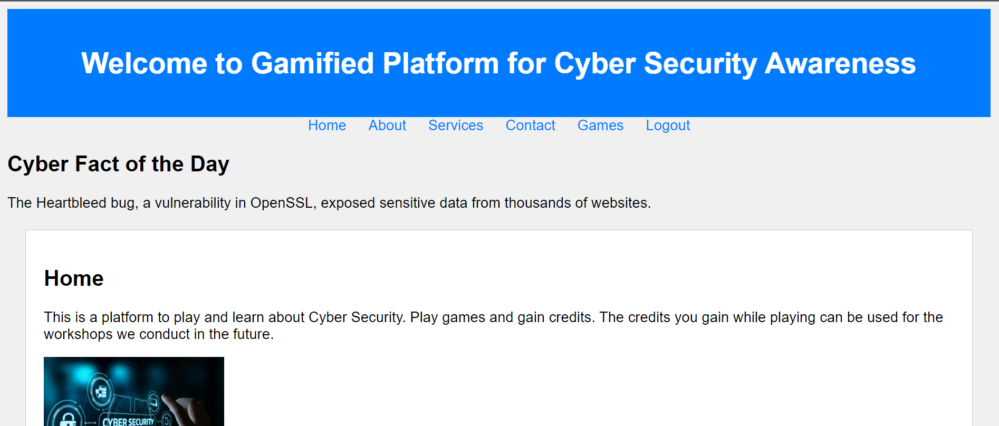 Welcome to Gamified Platform for Cyber Security Awareness
Home About Services Contact Games Logout
Cyber Fact of the Day
The Heartbleed bug, a vulnerability in OpenSSL, exposed sensitive data from thousands of websites.
Home
This is a platform to play and learn about Cyber Security. Play games and gain credits. The credits you gain while playing can be used for the
workshops we conduct in the future.
CYBER SECURITY